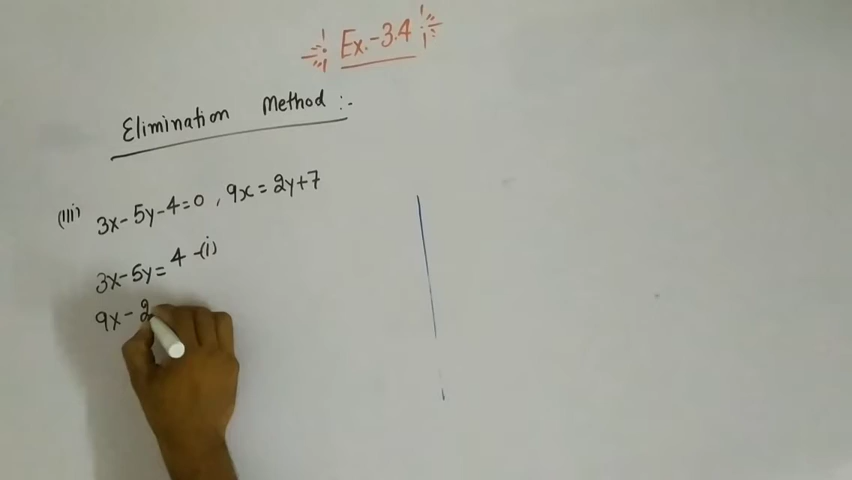 Ex.-3.4
Elimination Method :-
(iii) 3x-5y-4=0, 9x=2y+7
3x-5y=4 -(i)
9x-2